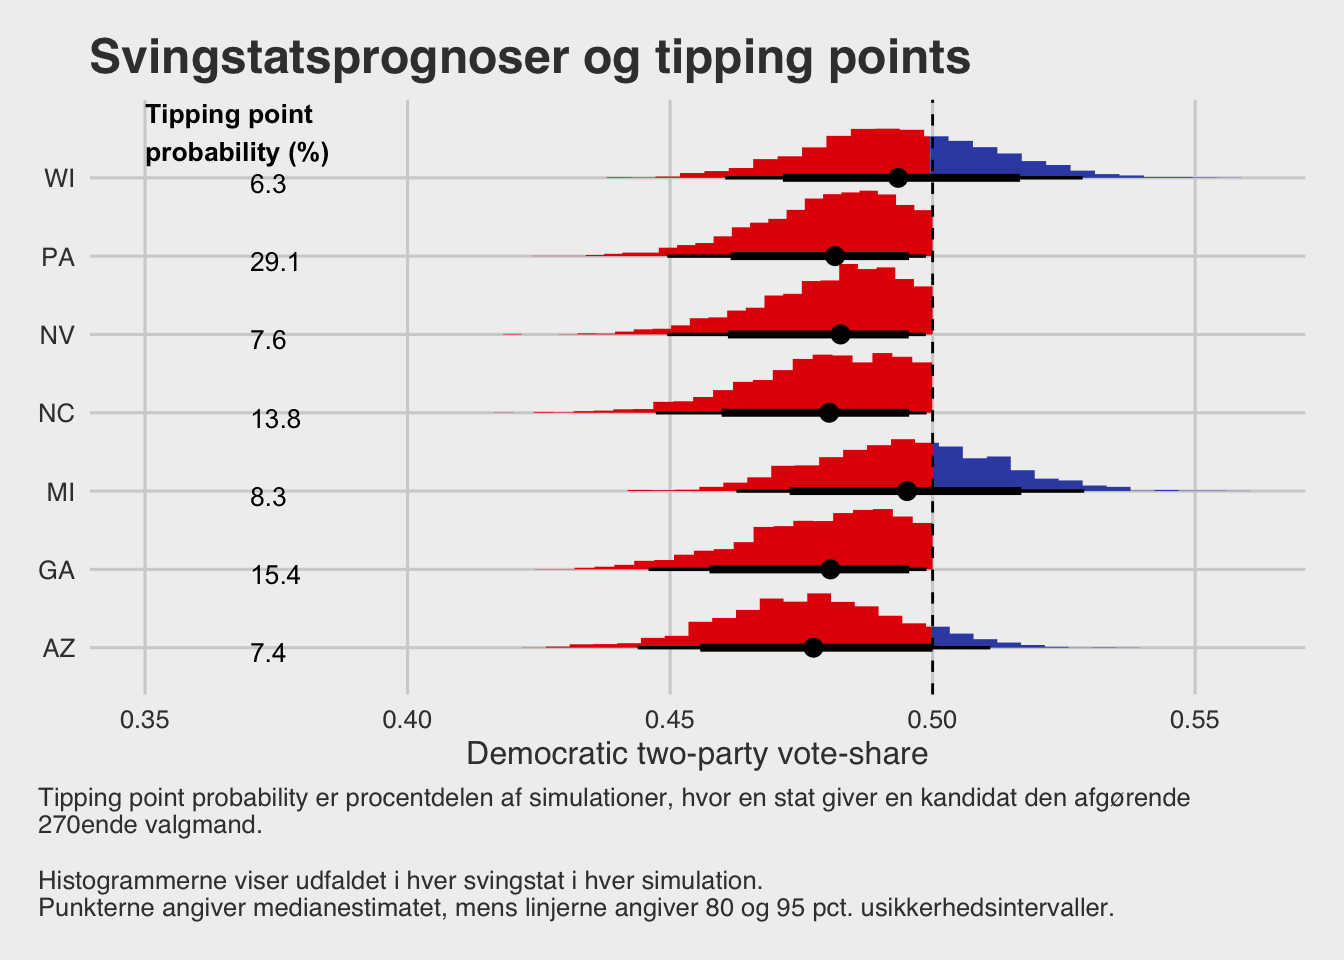 Svingstatsprognoser og tipping points
Tipping point
probability (%)
WI 6.3
PA 29.1
NV 7.6
NC 13.8
MI 8.3
GA 15.4
AZ 7.4
0.35 0.40 0.45 0.50 0.55
Democratic two-party vote-share
Tipping point probability er procentdelen af simulationer, hvor en stat giver en kandidat den afgørende
270ende valgmand.
Histogrammerne viser udfaldet i hver svingstat i hver simulation.
Punkterne angiver medianestimatet, mens linjerne angiver 80 og 95 pct. usikkerhedsintervaller.